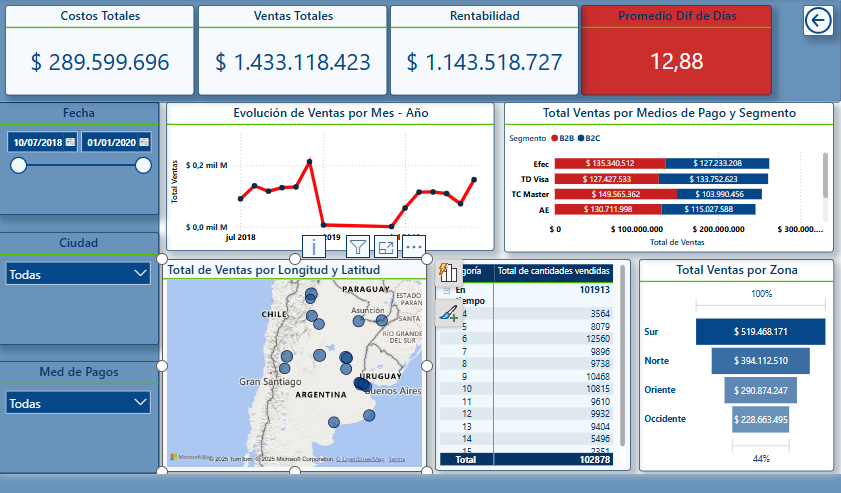 Costos Totales
$ 289.599.696
Ventas Totales
$ 1.433.118.423
Rentabilidad
$ 1.143.518.727
Promedio Dif de Días
12,88
Fecha
10/07/2018
01/01/2020
Ciudad
Todas
Med de Pagos
Todas
Evolución de Ventas por Mes - Año
Total Ventas
$ 0,2 mil M
$ 0,0 mil M
jul 2018
2019
Total Ventas por Medios de Pago y Segmento
Segmento B2B B2C
Efec $ 135.340.512 $ 127.233.208
TD Visa $ 127.427.533 $ 133.752.623
TC Master $ 149.565.362 $ 103.990.456
AE $ 130.711.998 $ 115.027.588
$ 0 $ 100.000.000 $ 200.000.000 $ 300.000....
Total de Ventas
Total de Ventas por Longitud y Latitud
PARAGUAY
ESTADO
PARAN
CHILE
Asunción
SANTA
RÍO GRANDE
DEL SUR
Gran Santiago
URUGUAY
Buenos Aires
ARGENTINA
Microsoft Bing
© 2025 TomTom, © 2025 Microsoft Corporation, © OpenStreetMap Terms
goría Total de cantidades vendidas
En tiempo 101913
4 3564
5 8079
6 12560
7 9896
8 9738
9 10468
10 10815
11 9610
12 9932
13 9404
14 5496
15 2351
Total 102878
Total Ventas por Zona
100%
Sur $ 519.468.171
Norte $ 394.112.510
Oriente $ 290.874.247
Occidente $ 228.663.495
44%